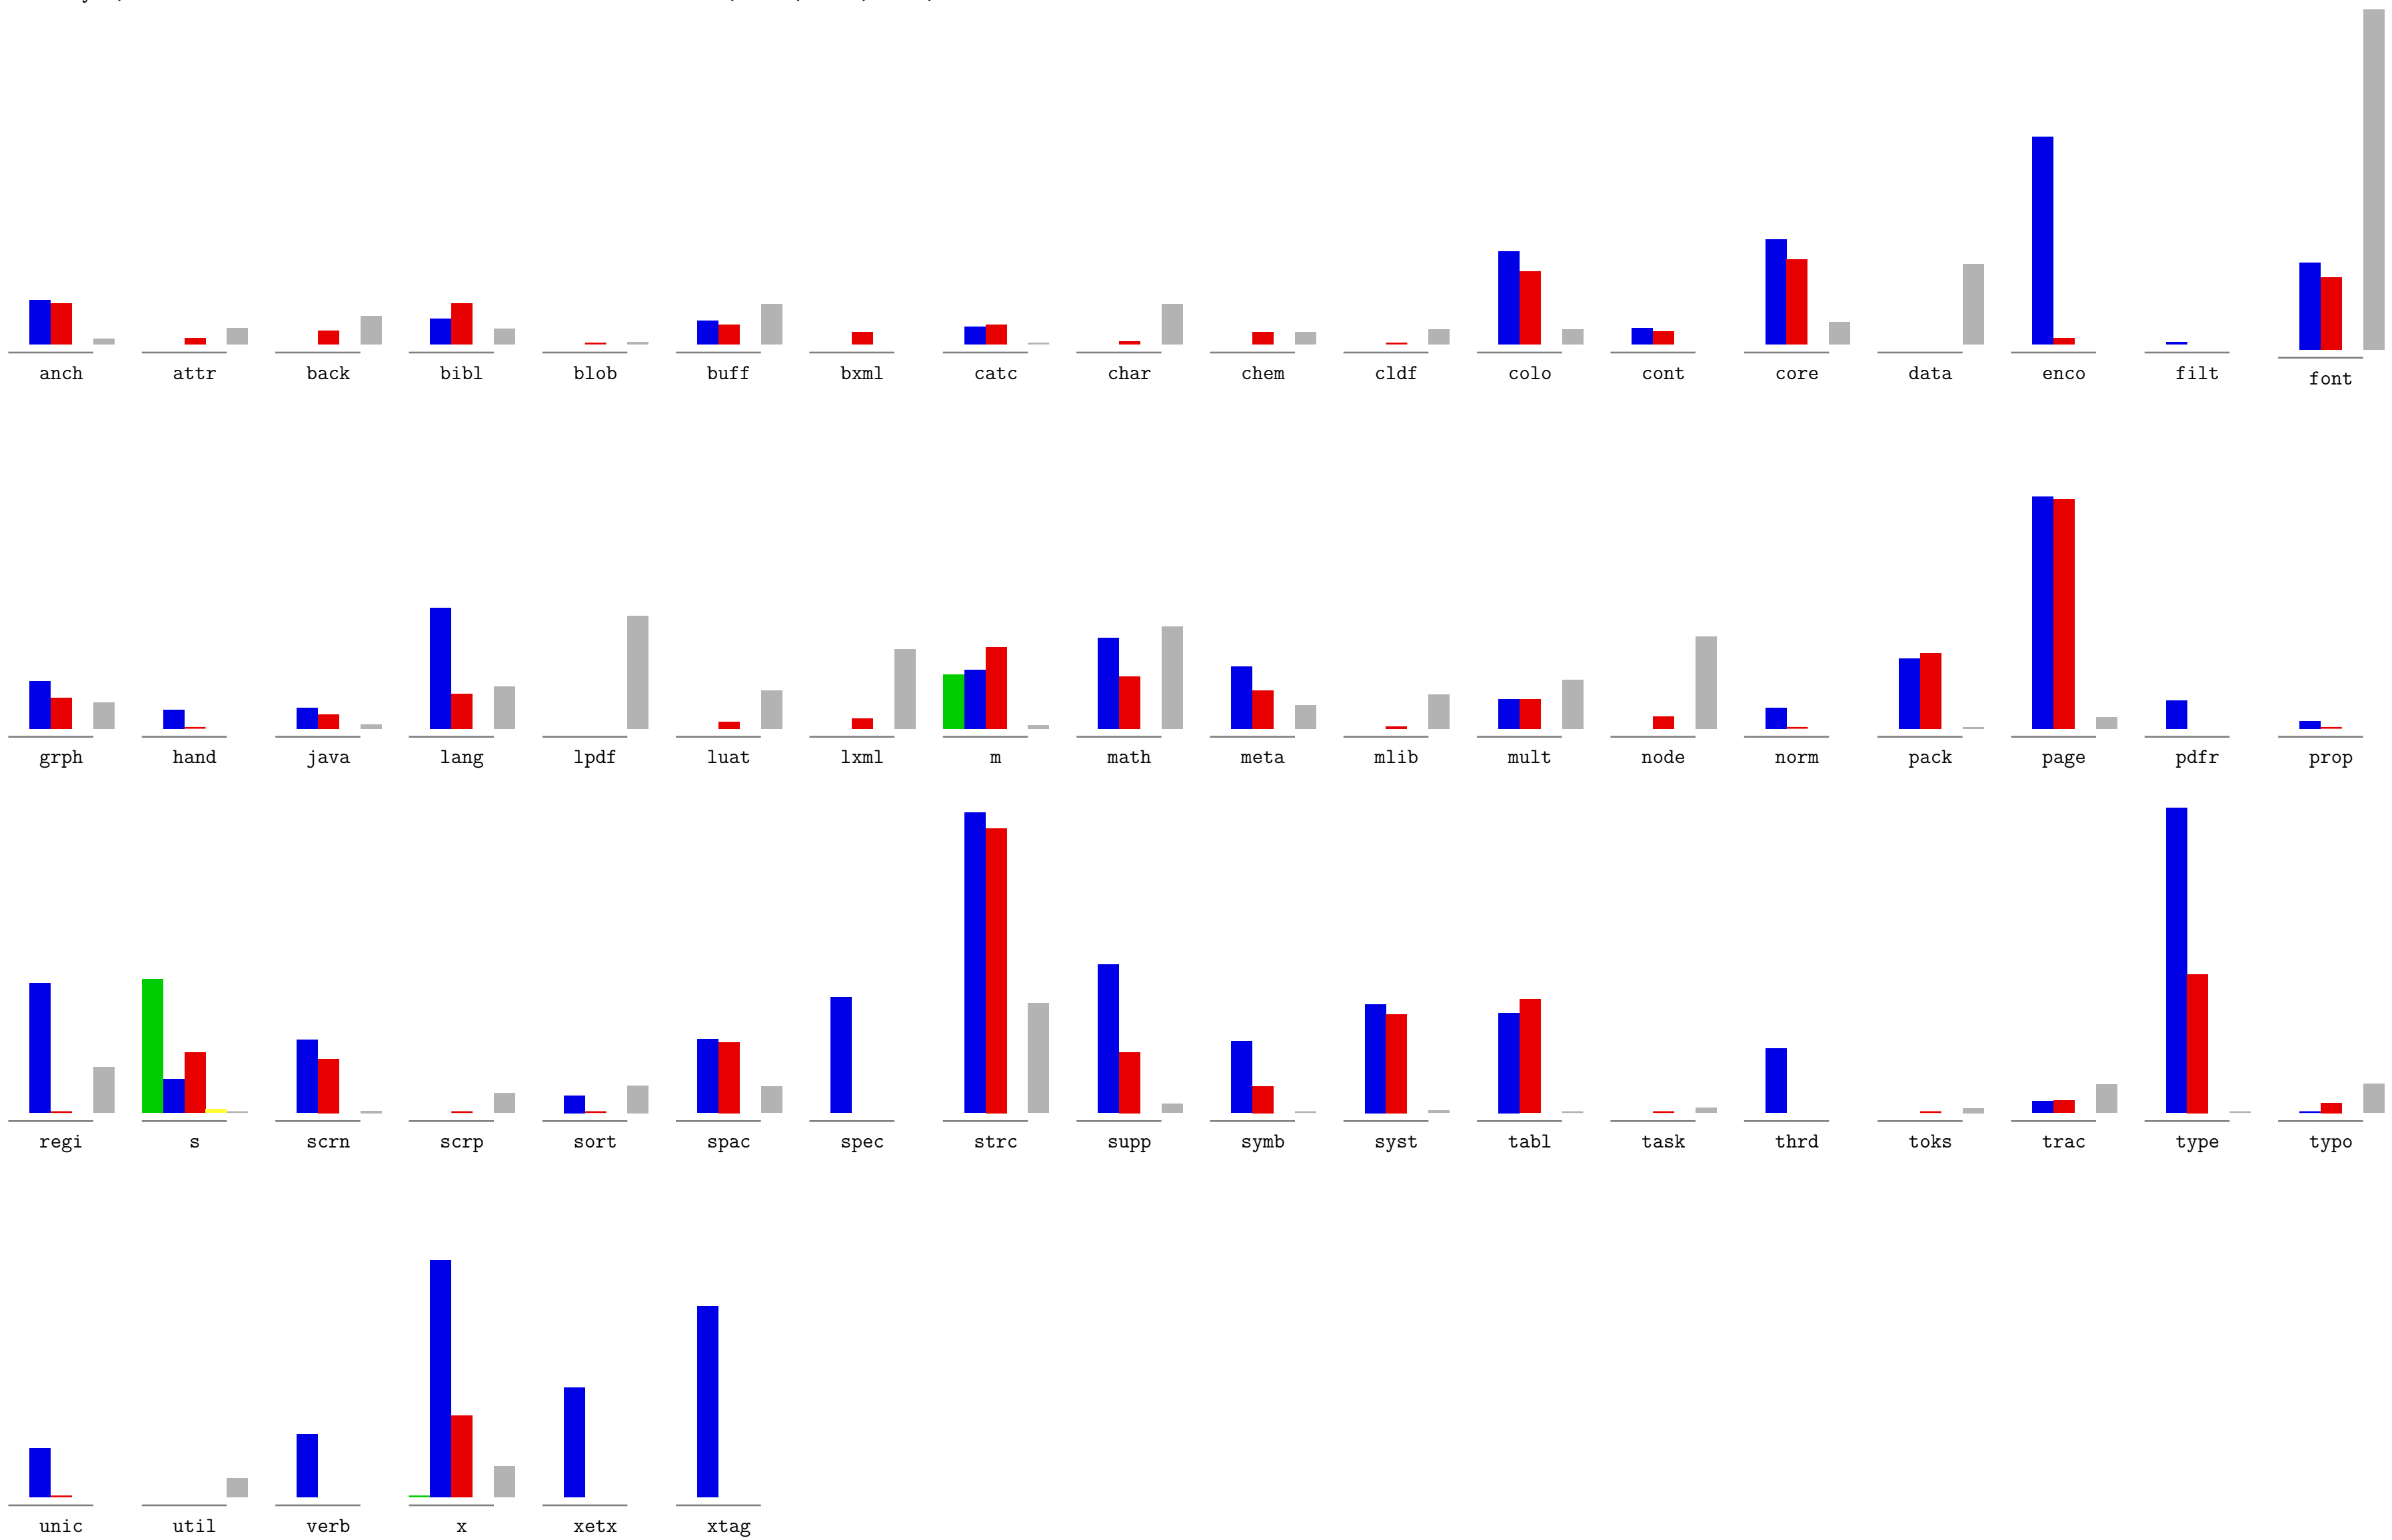 anch attr back bibl blob buff bxml catc char chem cldf colo cont core data enco filt font
grph hand java lang lpdf luat lxml m math meta mlib mult node norm pack page pdfr prop
regi s scrn scrp sort spac spec strc supp symb syst tabl task thrd toks trac type typo
unic util verb x xetx xtag